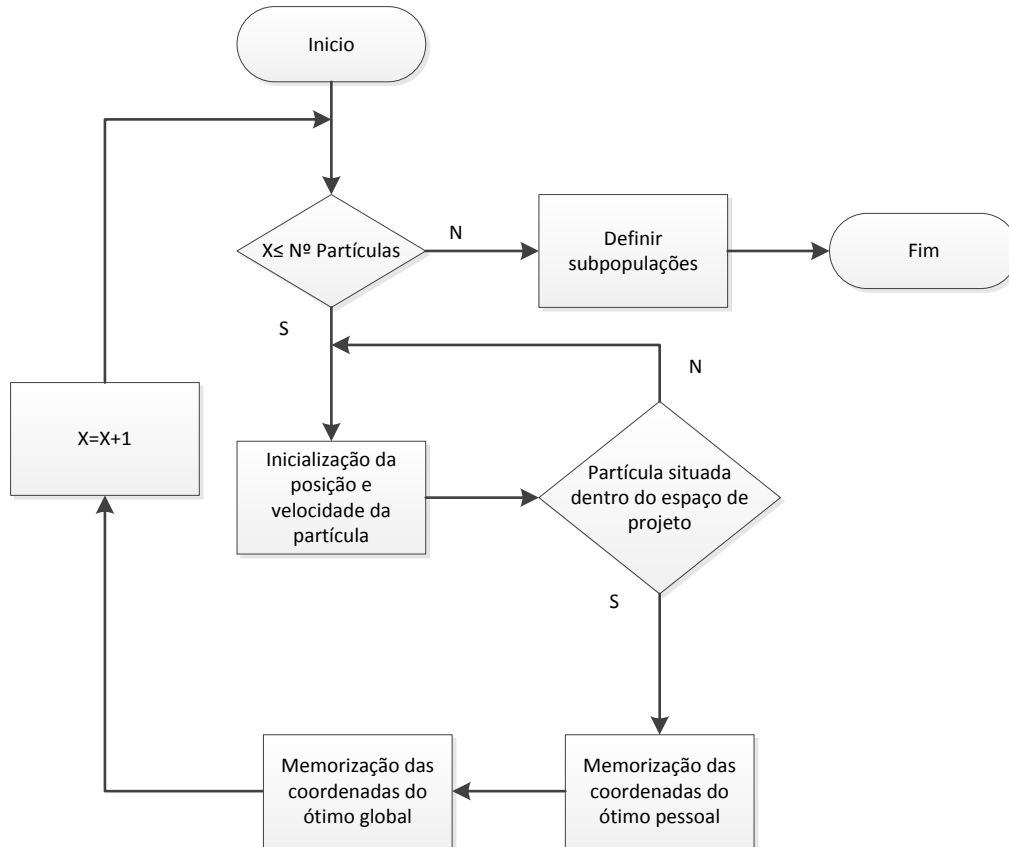 Inicio
X≤ Nº Partículas
N
Definir
subpopulações
Fim
S
N
X=X+1
Inicialização da
posição e
velocidade da
partícula
Partícula situada
dentro do espaço de
projeto
S
Memorização das
coordenadas do
ótimo global
Memorização das
coordenadas do
ótimo pessoal